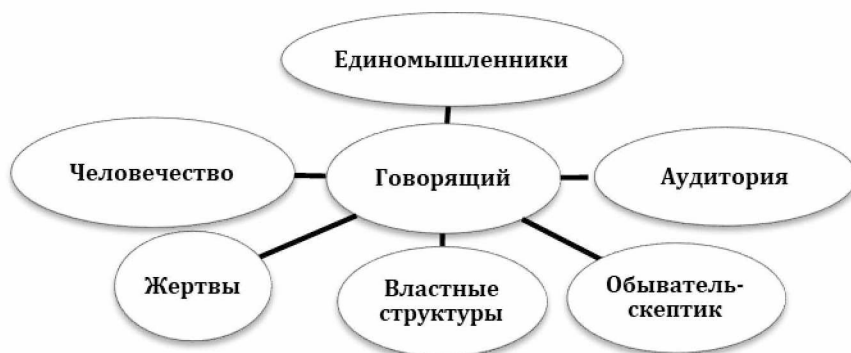 Единомышленники
Человечество
Говорящий
Аудитория
Жертвы
Властные
структуры
Обыватель-
скептик